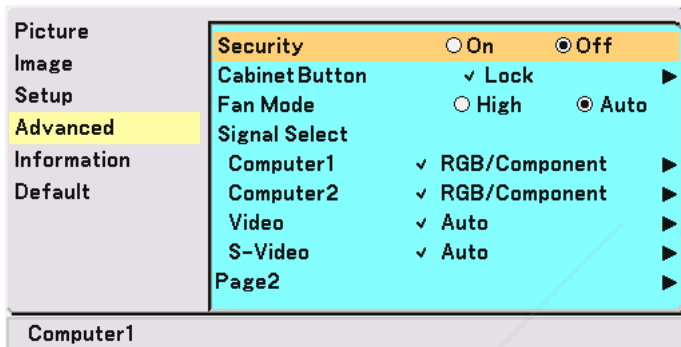 Picture
Image
Setup
Advanced
Information
Default
Security On Off
Cabinet Button ✓ Lock
Fan Mode High Auto
Signal Select
Computer1 ✓ RGB/Component
Computer2 ✓ RGB/Component
Video ✓ Auto
S-Video ✓ Auto
Page2
Computer1